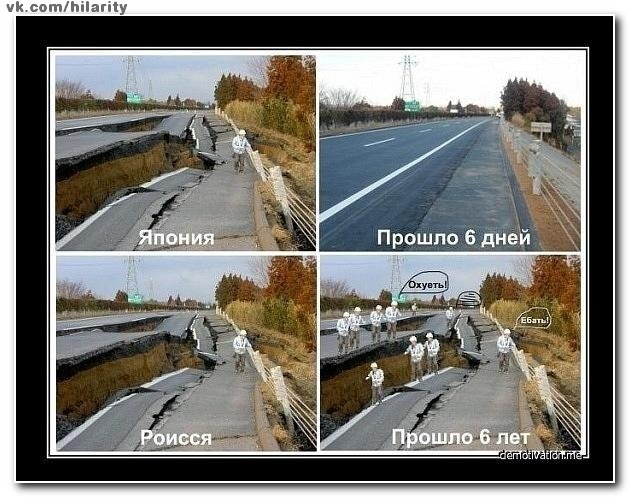 vk.com/hilarity
Япония
Прошло 6 дней
Роисся
Охуеть!
Ебать!
Прошло 6 лет
demotivation.me